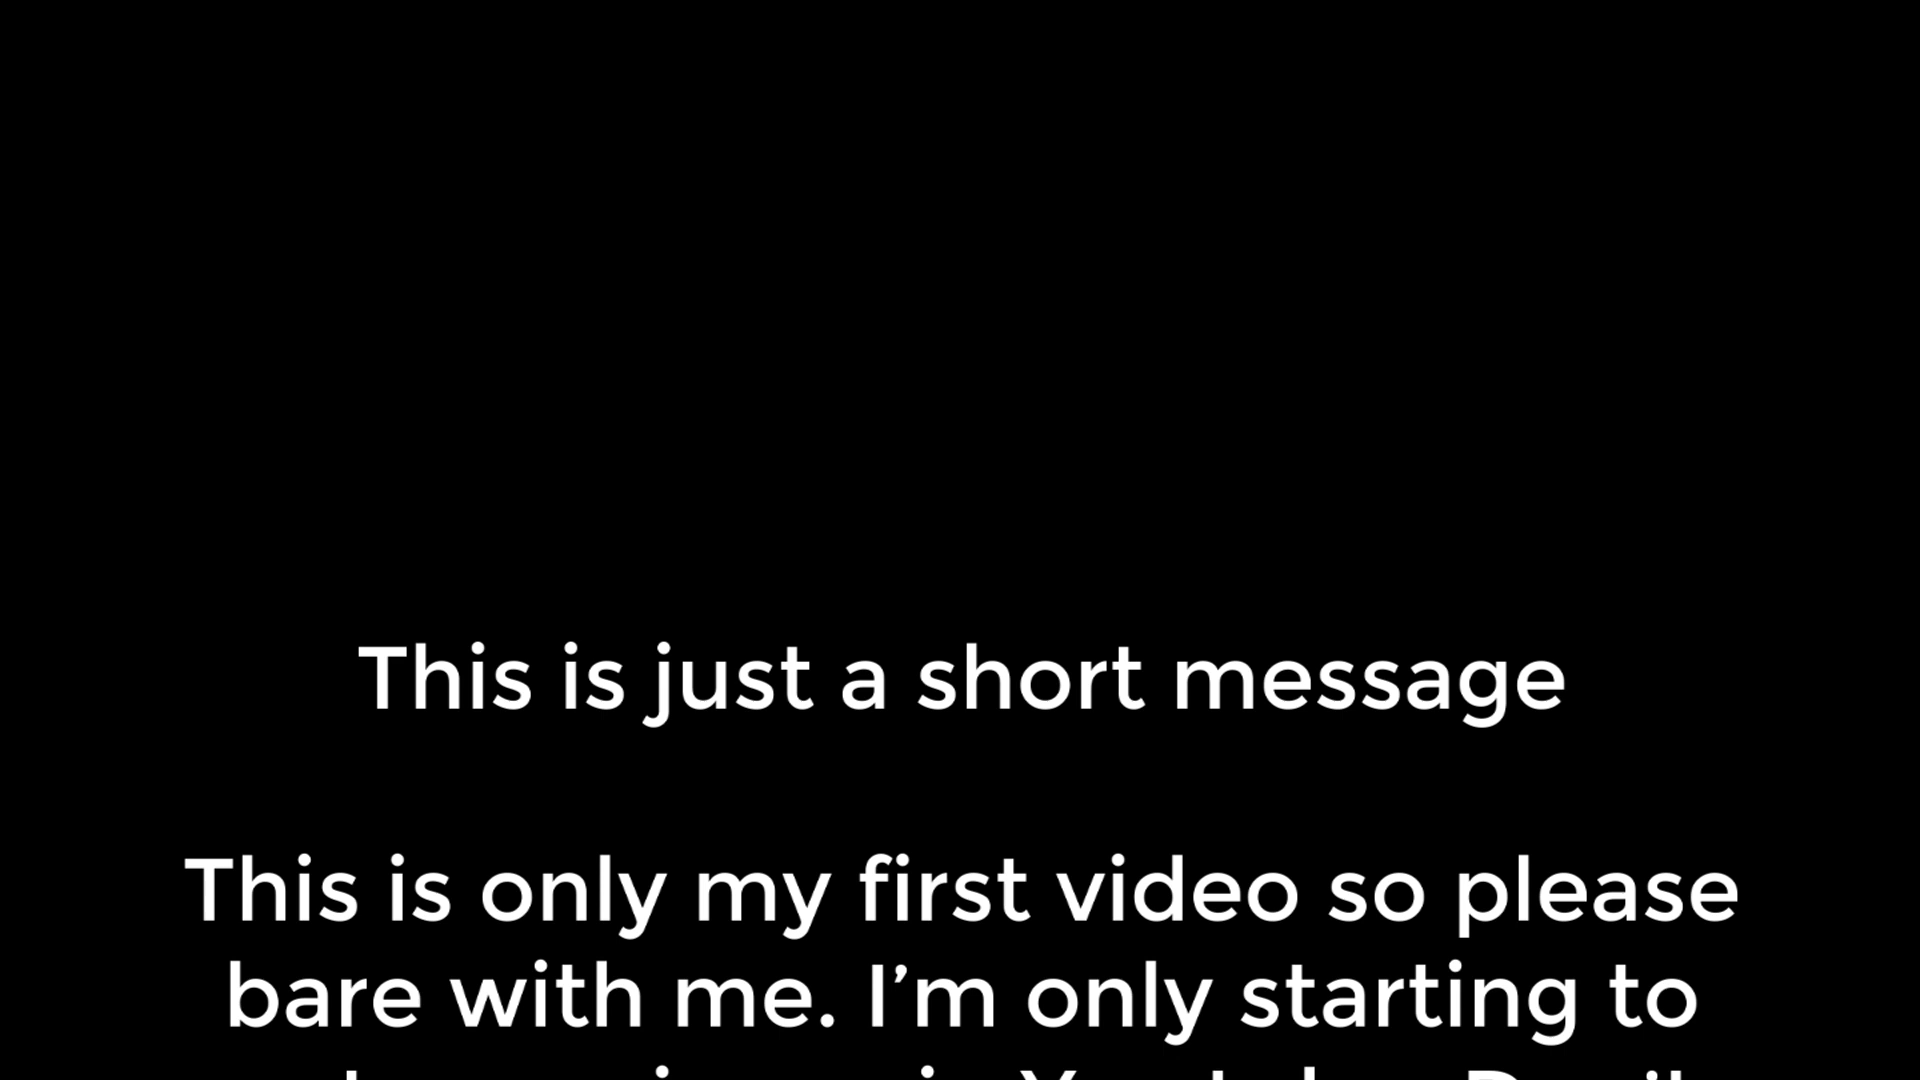 This is just a short message
This is only my first video so please
bare with me. I’m only starting to